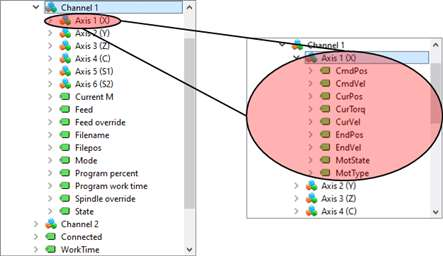 Channel 1
Axis 1 (X)
Axis 2 (Y)
Axis 3 (Z)
Axis 4 (C)
Axis 5 (S1)
Axis 6 (S2)
Current M
Feed
Feed override
Filename
Filepos
Mode
Program percent
Program work time
Spindle override
State
Channel 2
Connected
WorkTime
Channel 1
Axis 1 (X)
CmdPos
CmdVel
CurPos
CurTorq
CurVel
EndPos
EndVel
MotState
MotType
Axis 2 (Y)
Axis 3 (Z)
Axis 4 (C)